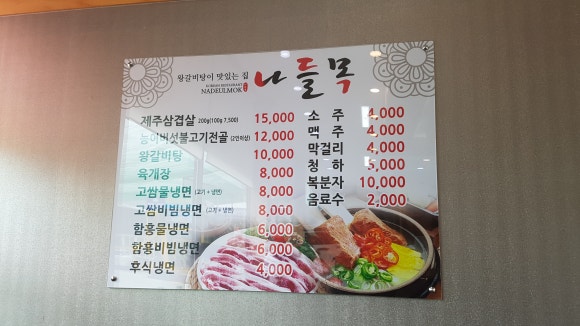 왕갈비탕이 맛있는 집
KOREAN RESTAURANT
NADEULMOK
나들목
제주삼겹살 200g(100g 7,500) 15,000
능이버섯불고기전골 (2인이상) 12,000
왕갈비탕 10,000
육개장 8,000
고쌈물냉면 (고기 + 냉면) 8,000
고쌈비빔냉면 (고기 + 냉면) 8,000
함흥물냉면 6,000
함흥비빔냉면 6,000
후식냉면 4,000
소주 4,000
맥주 4,000
막걸리 4,000
청하 5,000
복분자 10,000
음료수 2,000